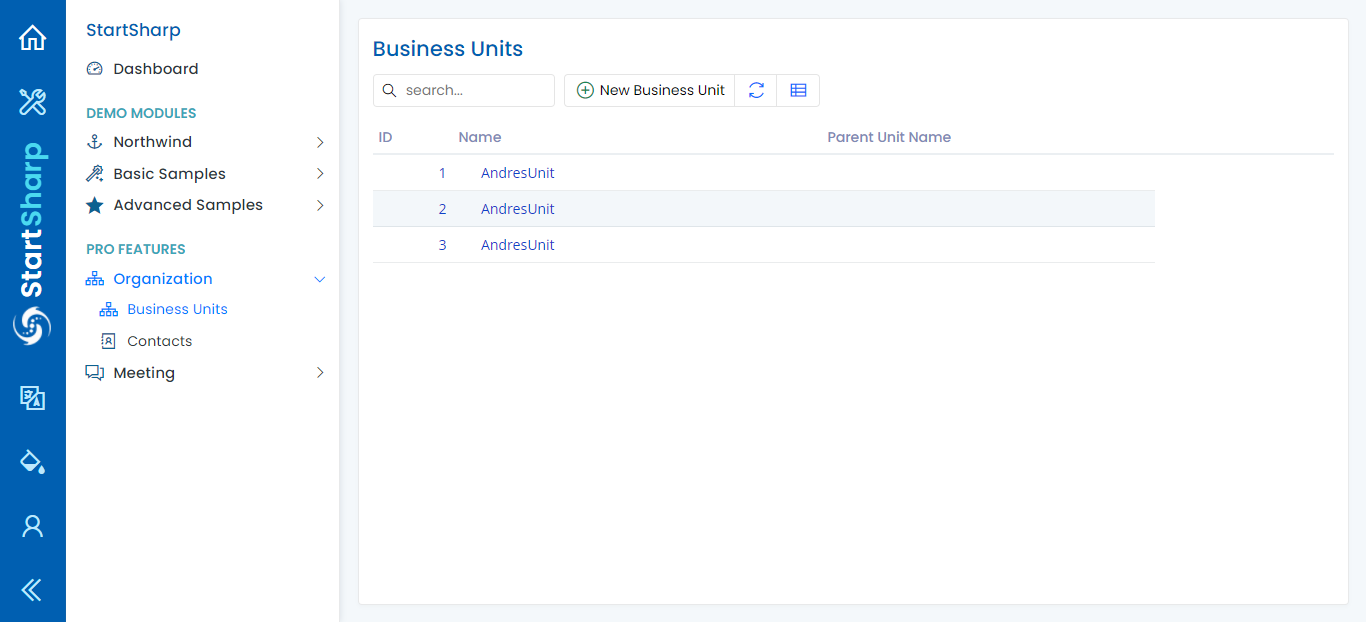 StartSharp
StartSharp
Dashboard
DEMO MODULES
Northwind
Basic Samples
Advanced Samples
PRO FEATURES
Organization
Business Units
Contacts
Meeting
Business Units
search...
New Business Unit
ID Name Parent Unit Name
1 AndresUnit
2 AndresUnit
3 AndresUnit